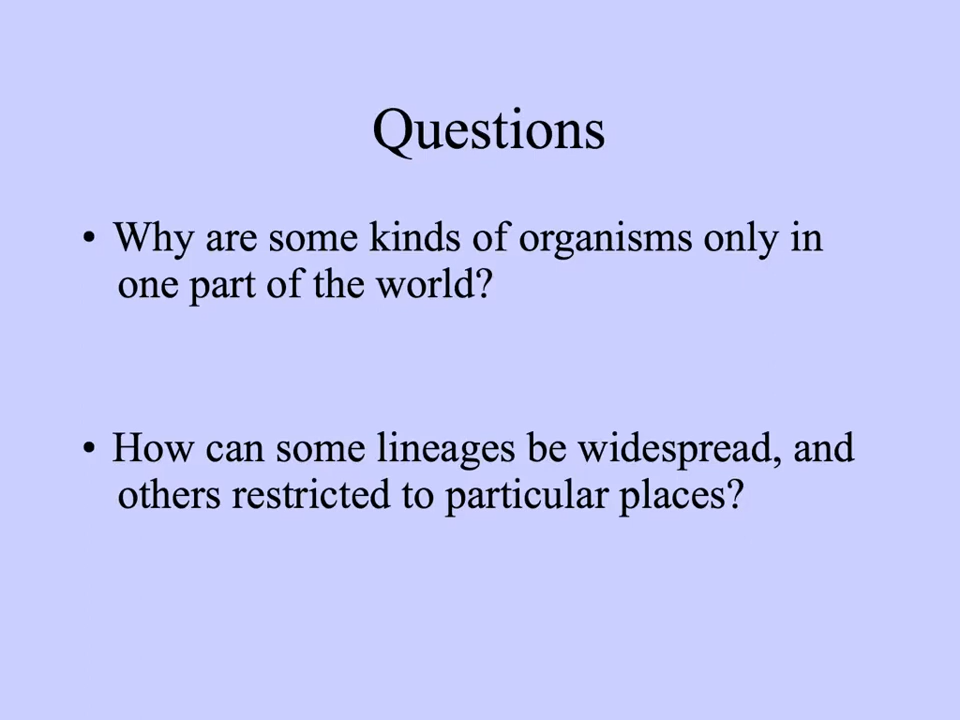 Questions
• Why are some kinds of organisms only in
one part of the world?
• How can some lineages be widespread, and
others restricted to particular places?